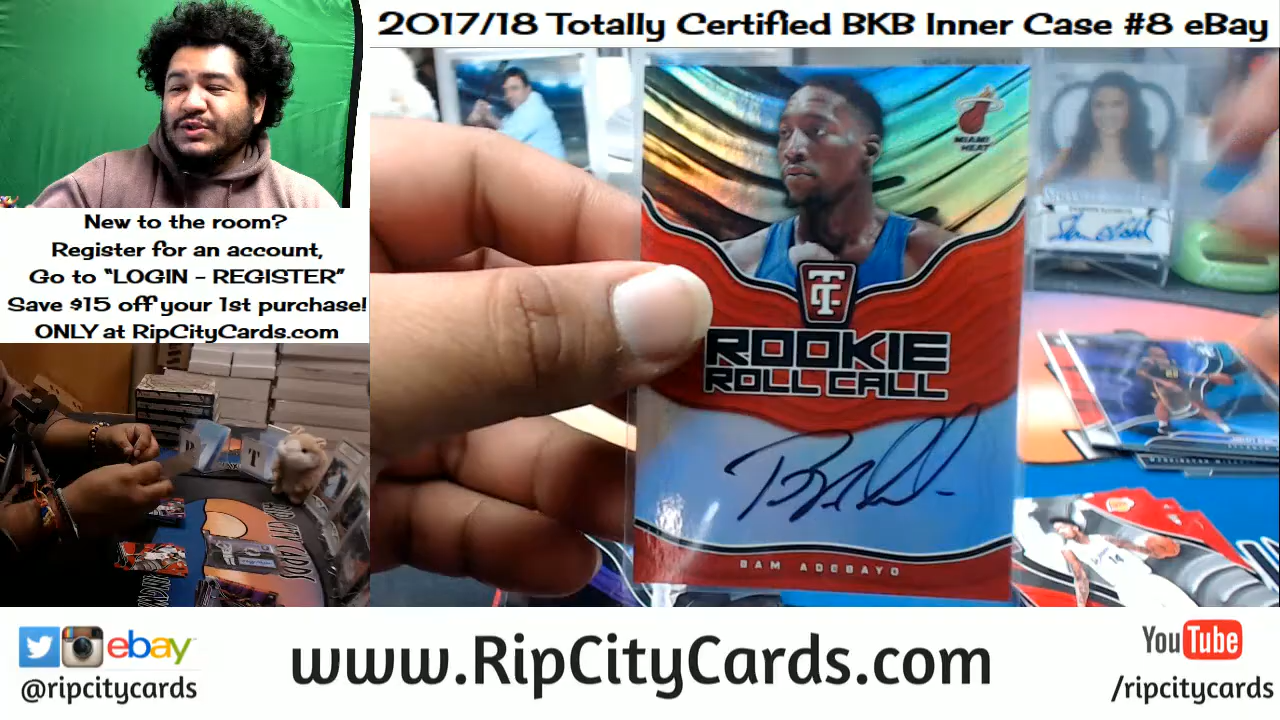 2017/18 Totally Certified BKB Inner Case #8 eBay
New to the room?
Register for an account,
Go to “LOGIN - REGISTER”
Save $15 off your 1st purchase!
ONLY at RipCityCards.com
MIAMI
HEAT
TC
ROOKIE
ROLL CALL
BAM ADEBAYO
P
T
14
ebay
@ripcitycards
www.RipCityCards.com
YouTube
/ripcitycards